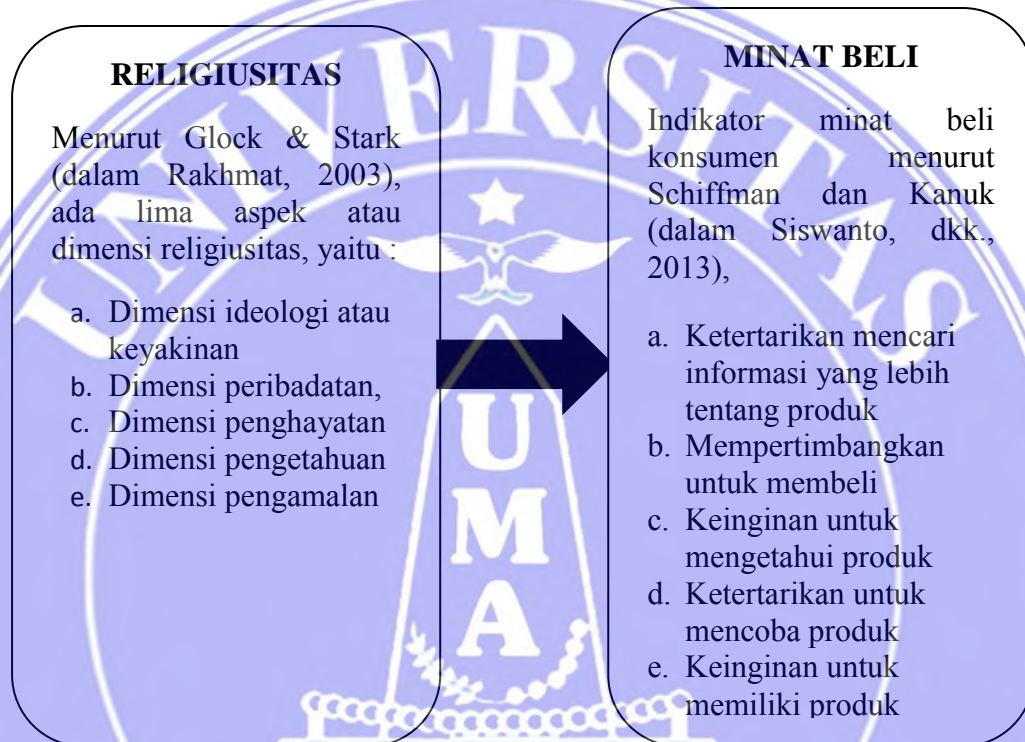 UNIVERSITAS
RELIGIUSITAS
Menurut Glock & Stark
(dalam Rakhmat, 2003),
ada lima aspek atau
dimensi religiusitas, yaitu :
a. Dimensi ideologi atau
keyakinan
b. Dimensi peribadatan,
c. Dimensi penghayatan
d. Dimensi pengetahuan
e. Dimensi pengamalan
UMA
MINAT BELI
Indikator minat beli
konsumen menurut
Schiffman dan Kanuk
(dalam Siswanto, dkk.,
2013),
a. Ketertarikan mencari
informasi yang lebih
tentang produk
b. Mempertimbangkan
untuk membeli
c. Keinginan untuk
mengetahui produk
d. Ketertarikan untuk
mencoba produk
e. Keinginan untuk
memiliki produk